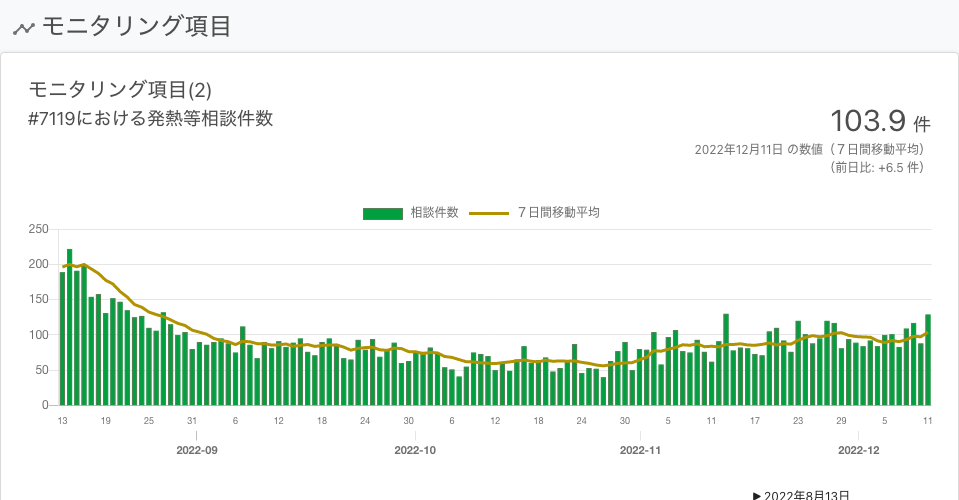 モニタリング項目
モニタリング項目(2)
#7119における発熱等相談件数
103.9 件
2022年12月11日 の数値（７日間移動平均）
（前日比: +6.5 件）
相談件数 ７日間移動平均
250
200
150
100
50
0
13 19 25 31 6 12 18 24 30 6 12 18 24 30 5 11 17 23 29 5 11
2022-09 2022-10 2022-11 2022-12
▶ 2022年8月13日